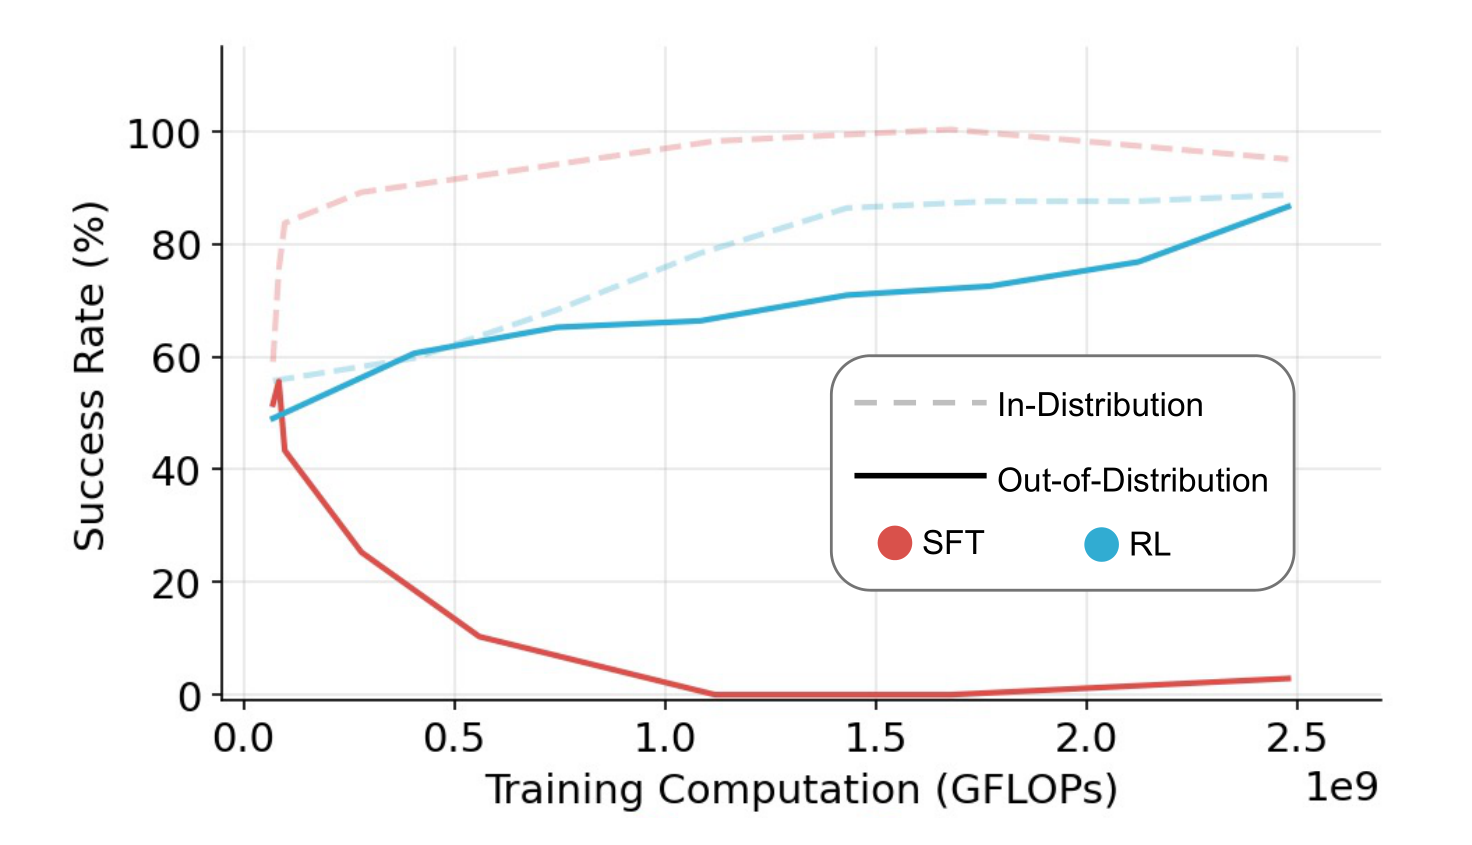 Success Rate (%)
100
80
60
40
20
0
In-Distribution
Out-of-Distribution
SFT RL
0.0 0.5 1.0 1.5 2.0 2.5
Training Computation (GFLOPs)
1e9